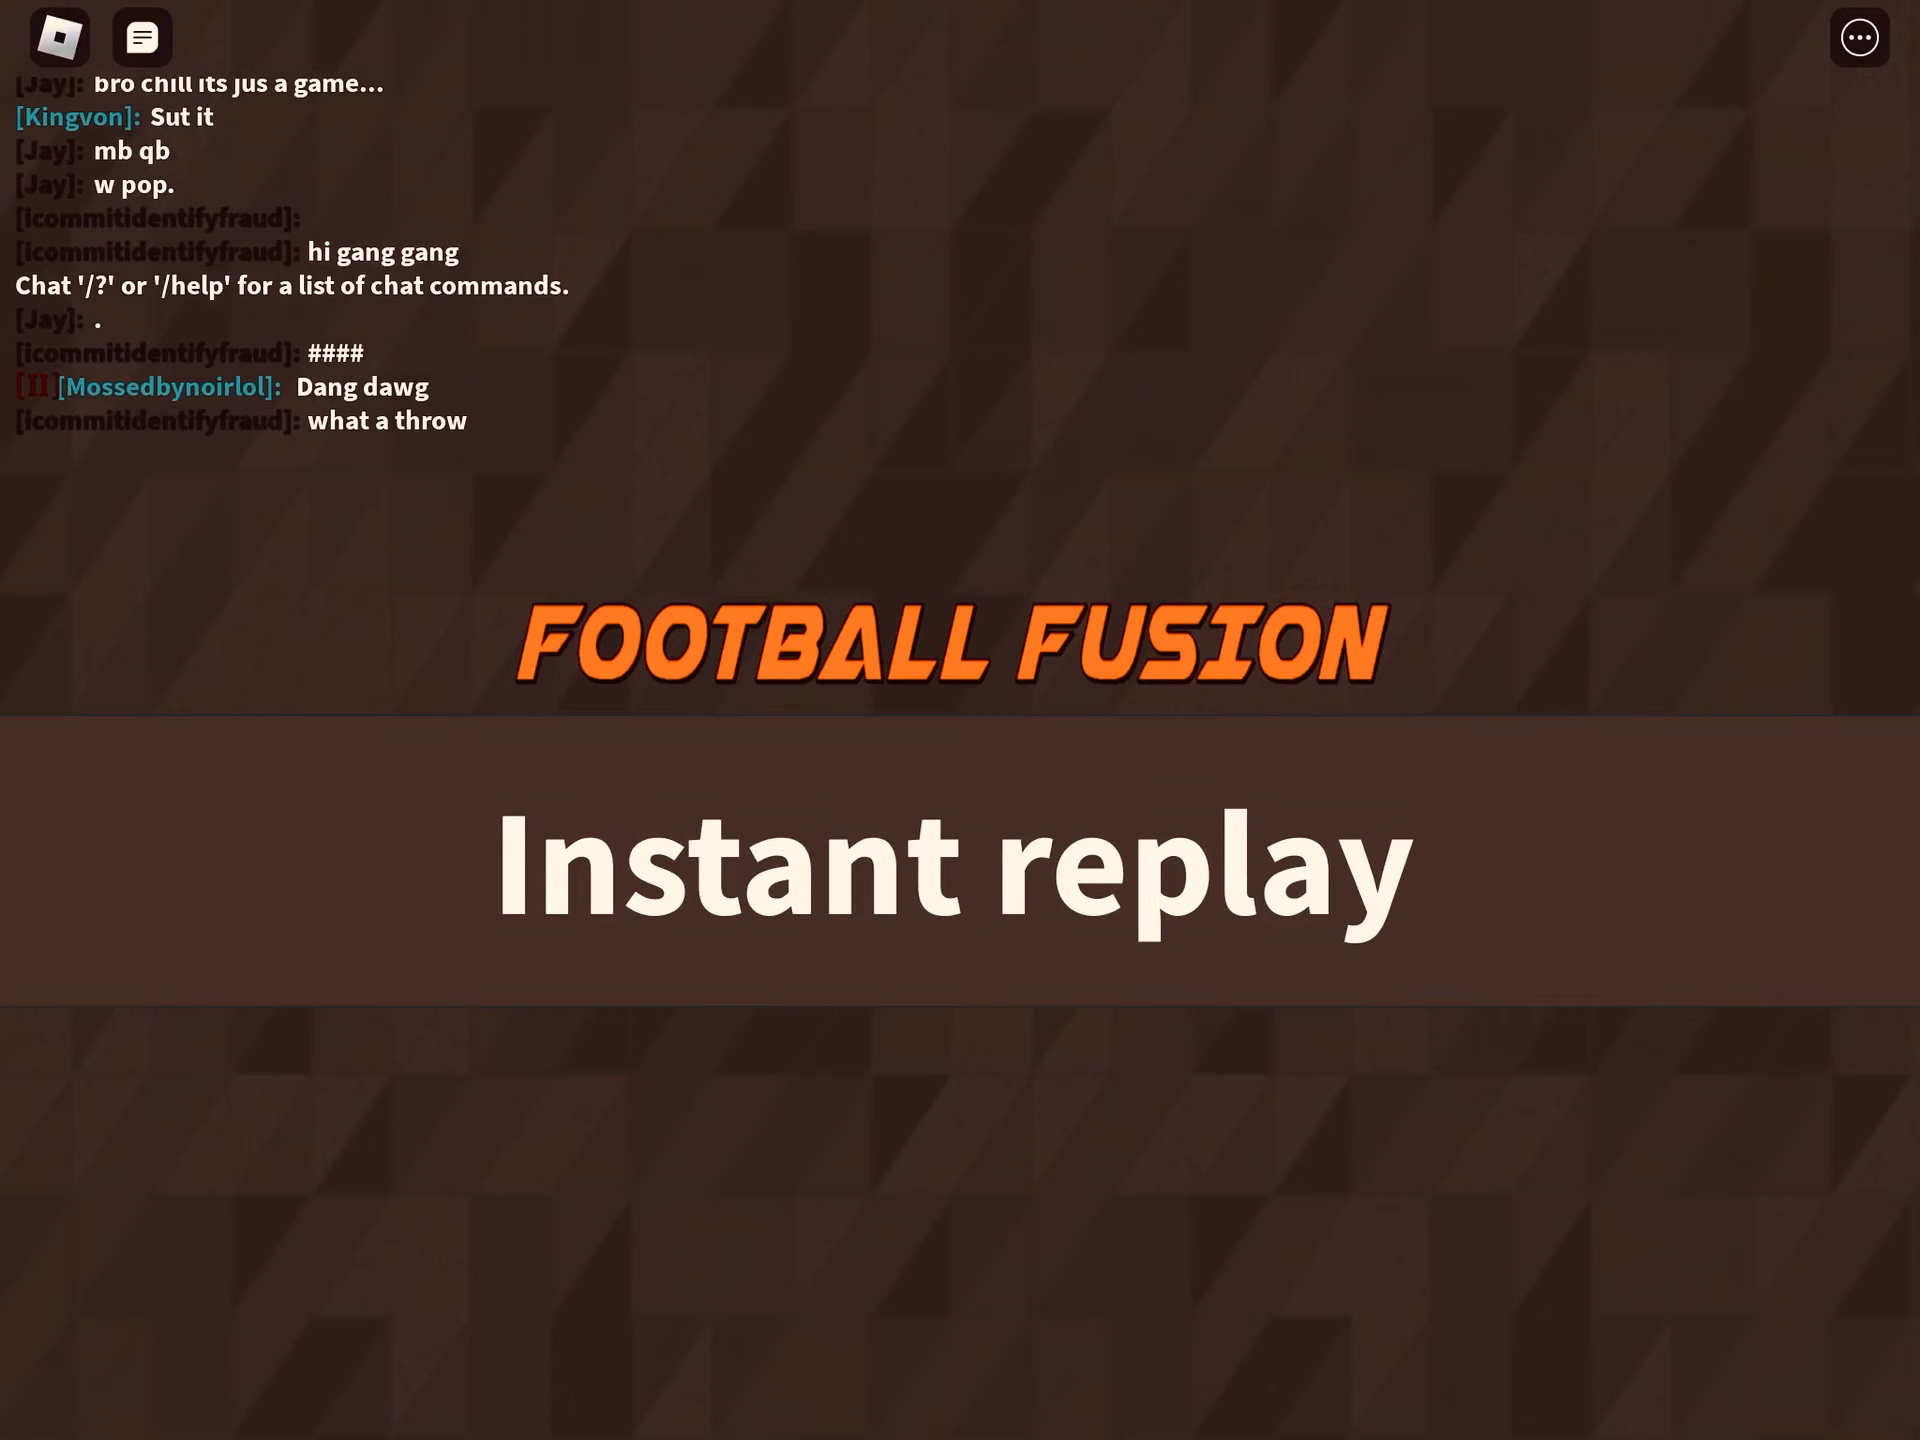 [Jay]: bro chill its jus a game...
[Kingvon]: Sut it
[Jay]: mb qb
[Jay]: w pop.
[icommitidentifyfraud]:
[icommitidentifyfraud]: hi gang gang
Chat '/?' or '/help' for a list of chat commands.
[Jay]: .
[icommitidentifyfraud]: ####
[II][Mossedbynoirlol]: Dang dawg
[icommitidentifyfraud]: what a throw
FOOTBALL FUSION
Instant replay